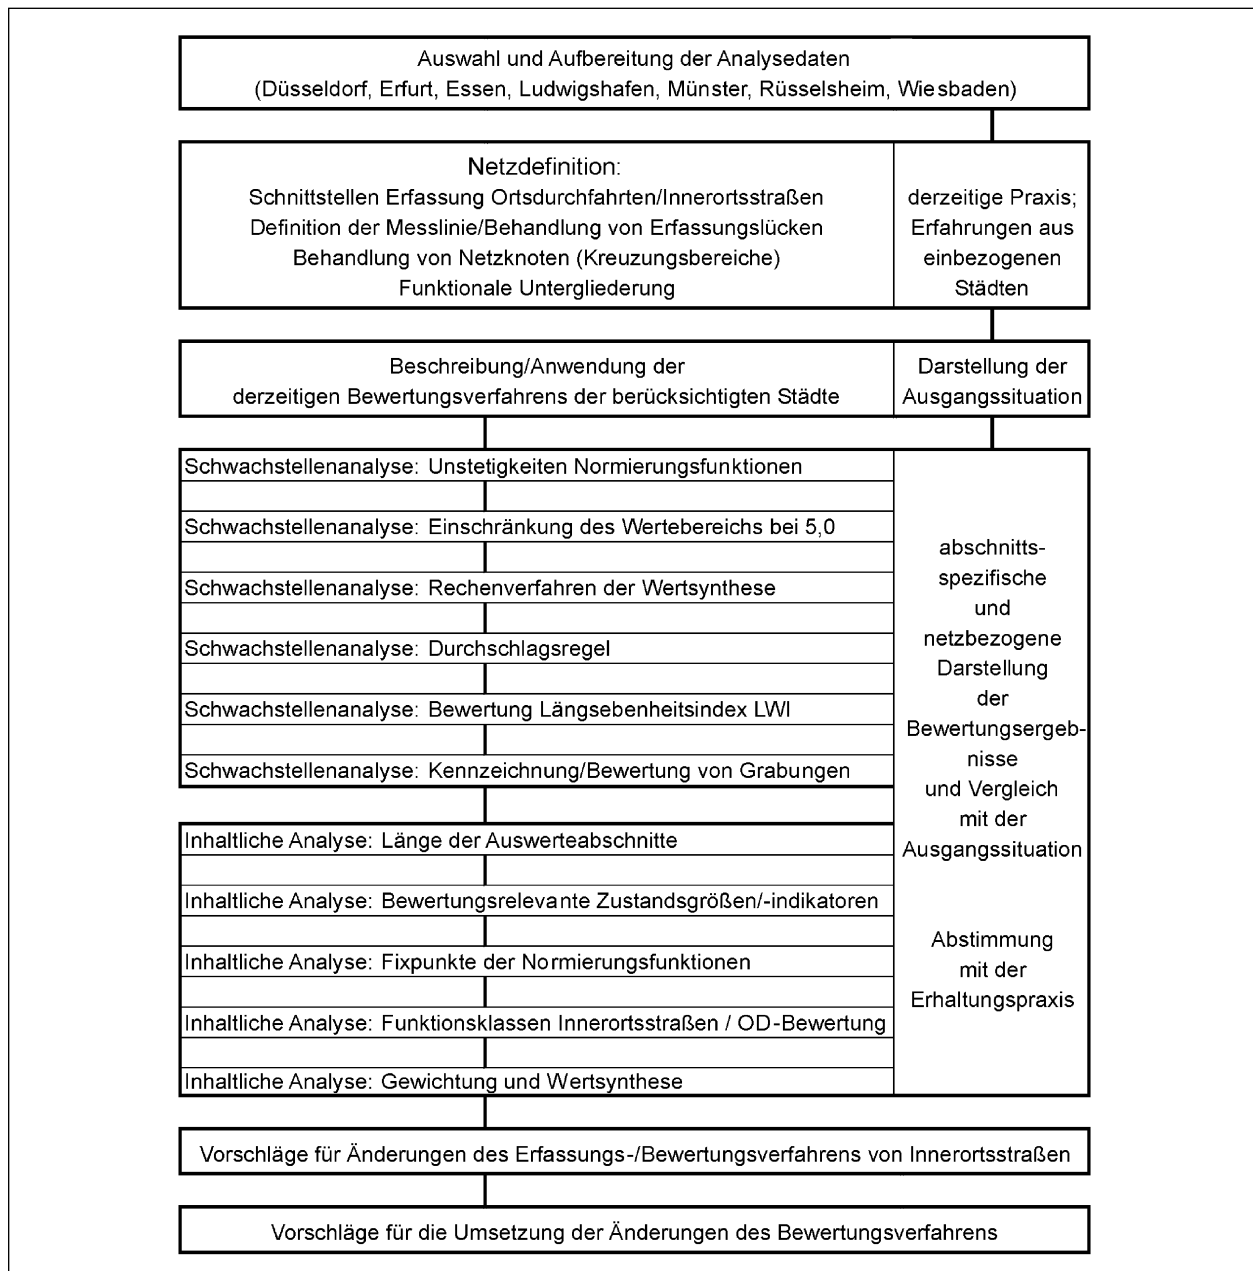 Auswahl und Aufbereitung der Analysedaten
(Düsseldorf, Erfurt, Essen, Ludwigshafen, Münster, Rüsselsheim, Wiesbaden)
Netzdefinition:
Schnittstellen Erfassung Ortsdurchfahrten/Innerortsstraßen
Definition der Messlinie/Behandlung von Erfassungslücken
Behandlung von Netzknoten (Kreuzungsbereiche)
Funktionale Untergliederung
derzeitige Praxis;
Erfahrungen aus
einbezogenen
Städten
Beschreibung/Anwendung der
derzeitigen Bewertungsverfahrens der berücksichtigten Städte
Darstellung der
Ausgangssituation
Schwachstellenanalyse: Unstetigkeiten Normierungsfunktionen
Schwachstellenanalyse: Einschränkung des Wertebereichs bei 5,0
Schwachstellenanalyse: Rechenverfahren der Wertsynthese
Schwachstellenanalyse: Durchschlagsregel
Schwachstellenanalyse: Bewertung Längsebenheitsindex LWI
Schwachstellenanalyse: Kennzeichnung/Bewertung von Grabungen
Inhaltliche Analyse: Länge der Auswerteabschnitte
Inhaltliche Analyse: Bewertungsrelevante Zustandsgrößen/-indikatoren
Inhaltliche Analyse: Fixpunkte der Normierungsfunktionen
Inhaltliche Analyse: Funktionsklassen Innerortsstraßen / OD-Bewertung
Inhaltliche Analyse: Gewichtung und Wertsynthese
abschnitts-
spezifische
und
netzbezogene
Darstellung
der
Bewertungsergeb-
nisse
und Vergleich
mit der
Ausgangssituation
Abstimmung
mit der
Erhaltungspraxis
Vorschläge für Änderungen des Erfassungs-/Bewertungsverfahrens von Innerortsstraßen
Vorschläge für die Umsetzung der Änderungen des Bewertungsverfahrens